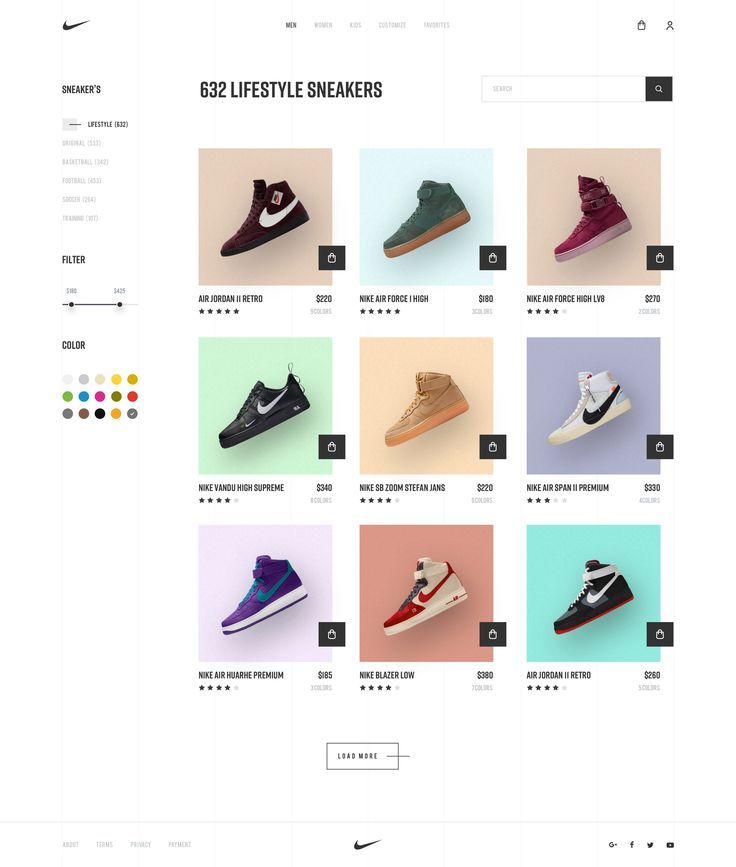 MEN WOMEN KIDS CUSTOMIZE FAVORITES
SNEAKER'S
LIFESTYLE (632)
ORIGINAL (533)
BASKETBALL (342)
FOOTBALL (453)
SOCCER (264)
TRAINING (107)
FILTER
$180 $425
COLOR
632 LIFESTYLE SNEAKERS
SEARCH
AIR JORDAN II RETRO $220
9 COLORS
NIKE AIR FORCE I HIGH $180
3 COLORS
NIKE AIR FORCE HIGH LV8 $270
2 COLORS
NIKE VANDU HIGH SUPREME $340
8 COLORS
NIKE SB ZOOM STEFAN JANS $220
9 COLORS
NIKE AIR SPAN II PREMIUM $330
4 COLORS
NIKE AIR HUARHE PREMIUM $185
3 COLORS
NIKE BLAZER LOW $380
7 COLORS
AIR JORDAN II RETRO $260
5 COLORS
LOAD MORE
ABOUT TERMS PRIVACY PAYMENT